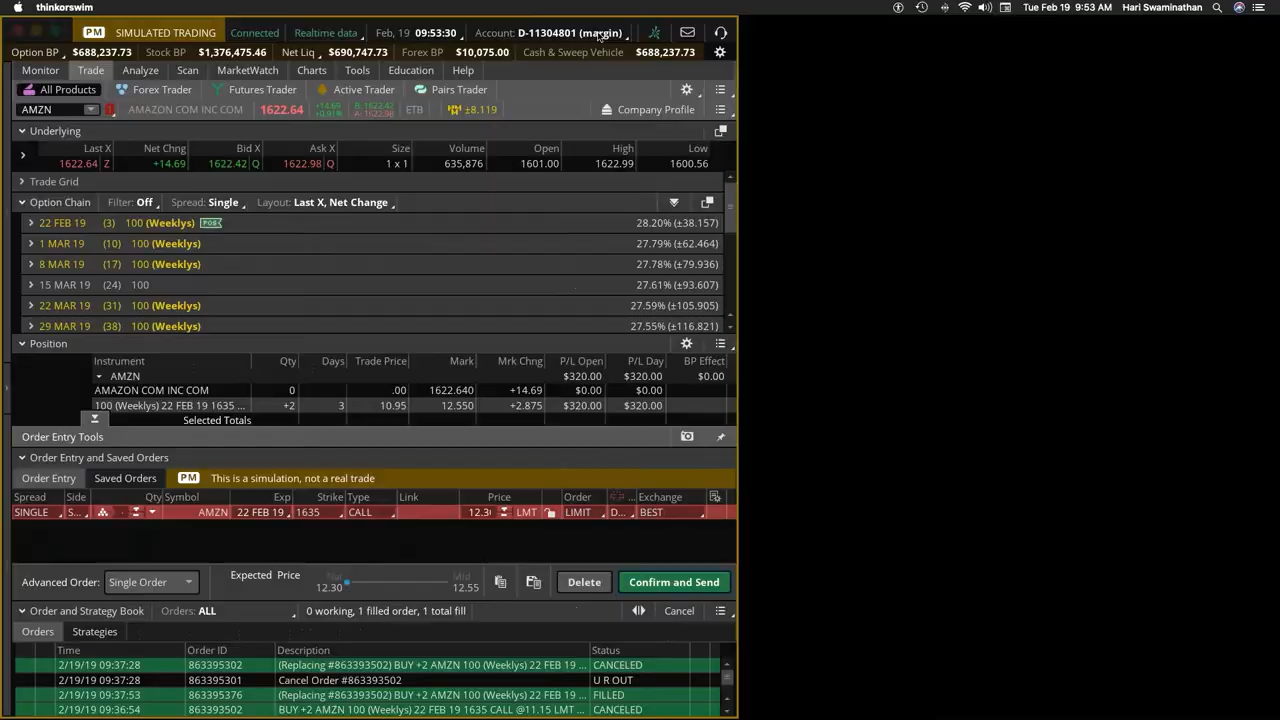 thinkorswim Tue Feb 19 9:53 AM Hari Swaminathan
PM SIMULATED TRADING Connected Realtime data Feb, 19 09:53:30 Account: D-11304801 (margin)
Option BP $688,237.73 Stock BP $1,376,475.46 Net Liq $690,747.73 Forex BP $10,075.00 Cash & Sweep Vehicle $688,237.73
Monitor Trade Analyze Scan MarketWatch Charts Tools Education Help
All Products Forex Trader Futures Trader Active Trader Pairs Trader
AMZN AMAZON COM INC COM 1622.64 +14.69 +0.91% B: 1622.42 A: 1622.98 ETB ±8.119 Company Profile
Underlying
Last X Net Chng Bid X Ask X Size Volume Open High Low
1622.64 Z +14.69 1622.42 Q 1622.98 Q 1 x 1 635,876 1601.00 1622.99 1600.56
Trade Grid
Option Chain Filter: Off Spread: Single Layout: Last X, Net Change
22 FEB 19 (3) 100 (Weeklys) POS 28.20% (±38.157)
1 MAR 19 (10) 100 (Weeklys) 27.79% (±62.464)
8 MAR 19 (17) 100 (Weeklys) 27.78% (±79.936)
15 MAR 19 (24) 100 27.61% (±93.607)
22 MAR 19 (31) 100 (Weeklys) 27.59% (±105.905)
29 MAR 19 (38) 100 (Weeklys) 27.55% (±116.821)
Position
Instrument Qty Days Trade Price Mark Mrk Chng P/L Open P/L Day BP Effect
AMZN $320.00 $320.00 $0.00
AMAZON COM INC COM 0 .00 1622.640 +14.69 $0.00 $0.00
100 (Weeklys) 22 FEB 19 1635 ... +2 3 10.95 12.550 +2.875 $320.00 $320.00
Selected Totals
Order Entry Tools
Order Entry and Saved Orders
Order Entry Saved Orders PM This is a simulation, not a real trade
Spread Side Qty Symbol Exp Strike Type Link Price Order ... Exchange
SINGLE S... AMZN 22 FEB 19 1635 CALL 12.30 LMT LIMIT D... BEST
Advanced Order: Single Order Expected Price Nat 12.30 Mid 12.55 Delete Confirm and Send
Order and Strategy Book Orders: ALL 0 working, 1 filled order, 1 total fill Cancel
Orders Strategies
Time Order ID Description Status
2/19/19 09:37:28 863395302 (Replacing #863393502) BUY +2 AMZN 100 (Weeklys) 22 FEB 19 ... CANCELED
2/19/19 09:37:28 863395301 Cancel Order #863393502 U R OUT
2/19/19 09:37:53 863395376 (Replacing #863395302) BUY +2 AMZN 100 (Weeklys) 22 FEB 19 ... FILLED
2/19/19 09:36:54 863393502 BUY +2 AMZN 100 (Weeklys) 22 FEB 19 1635 CALL @11.15 LMT ... CANCELED